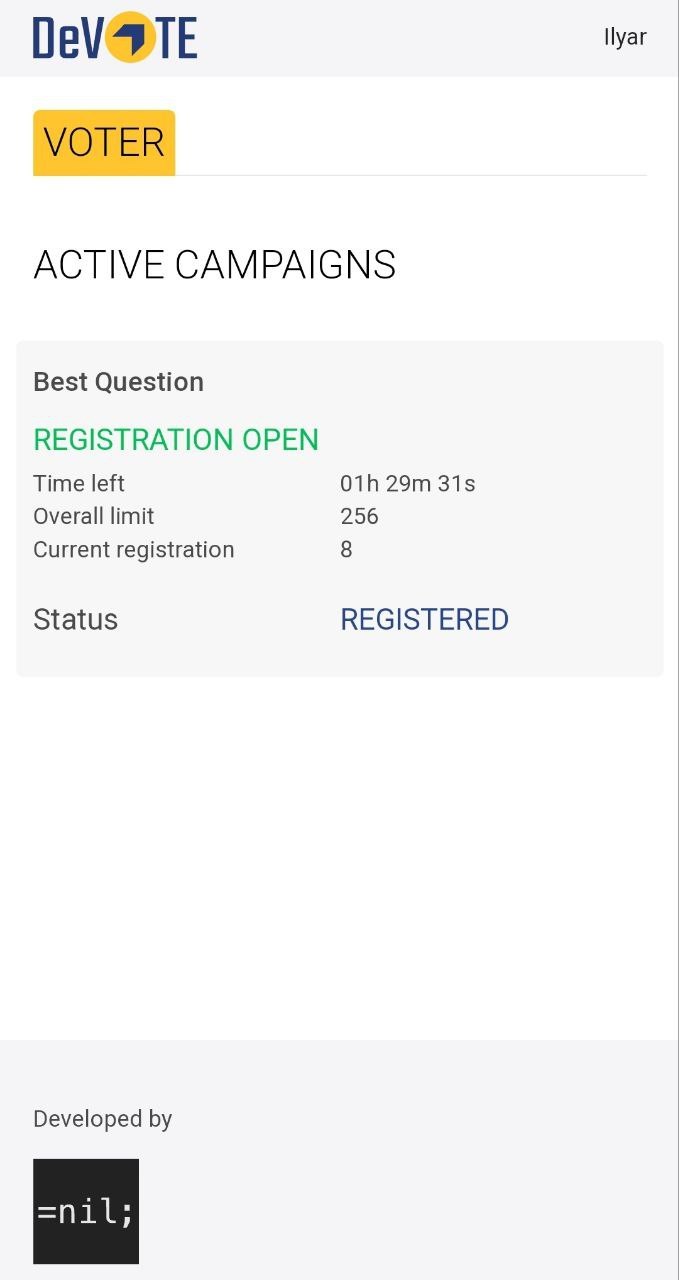 DeVOTE
Ilyar
VOTER
ACTIVE CAMPAIGNS
Best Question
REGISTRATION OPEN
Time left 01h 29m 31s
Overall limit 256
Current registration 8
Status REGISTERED
Developed by
=nil;